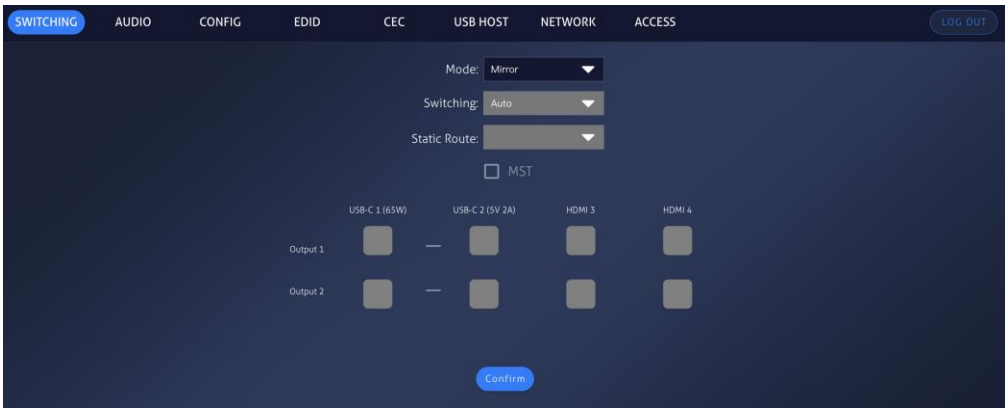 SWITCHING AUDIO CONFIG EDID CEC USB HOST NETWORK ACCESS LOG OUT
Mode: Mirror
Switching: Auto
Static Route:
MST
USB-C 1 (65W) USB-C 2 (5V 2A) HDMI 3 HDMI 4
Output 1
Output 2
Confirm